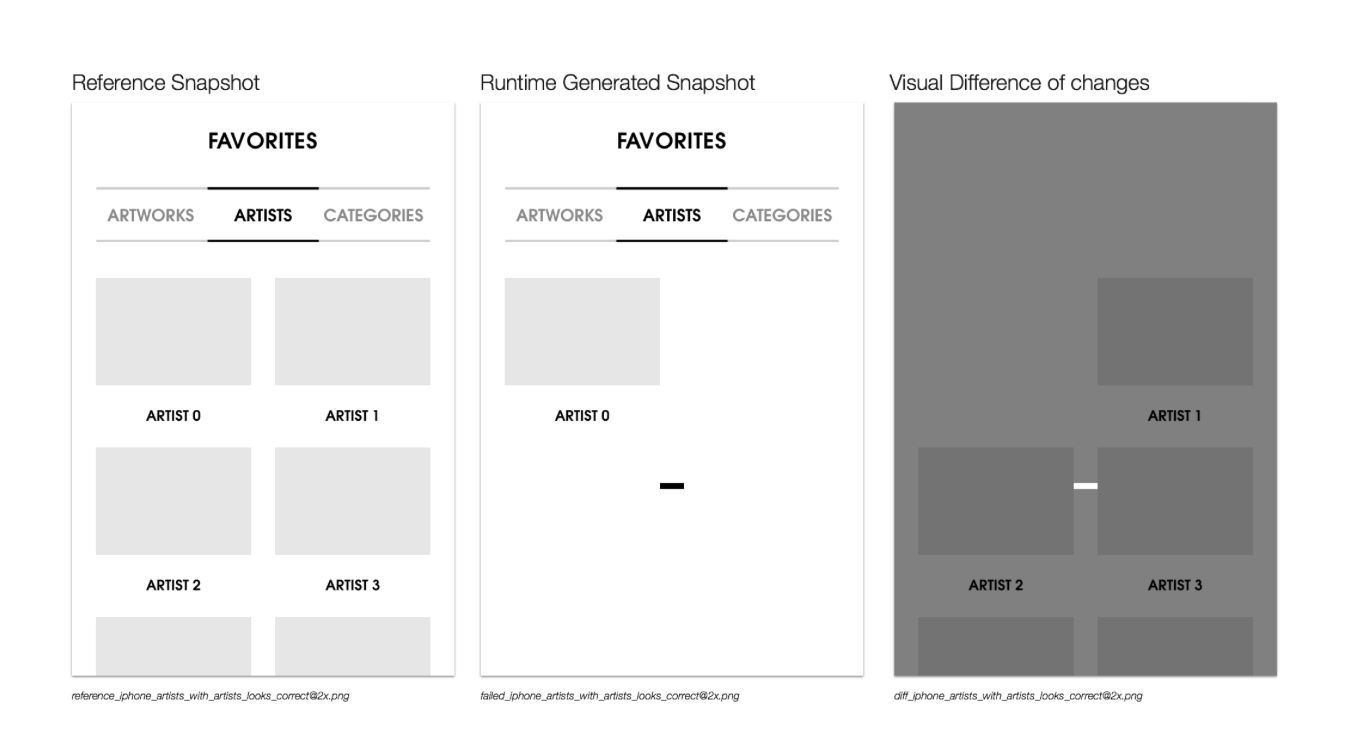 Reference Snapshot
Runtime Generated Snapshot
Visual Difference of changes
FAVORITES
ARTWORKS ARTISTS CATEGORIES
ARTIST 0 ARTIST 1
ARTIST 2 ARTIST 3
reference_iphone_artists_with_artists_looks_correct@2x.png
FAVORITES
ARTWORKS ARTISTS CATEGORIES
ARTIST 0
failed_iphone_artists_with_artists_looks_correct@2x.png
ARTIST 1
ARTIST 2 ARTIST 3
diff_iphone_artists_with_artists_looks_correct@2x.png